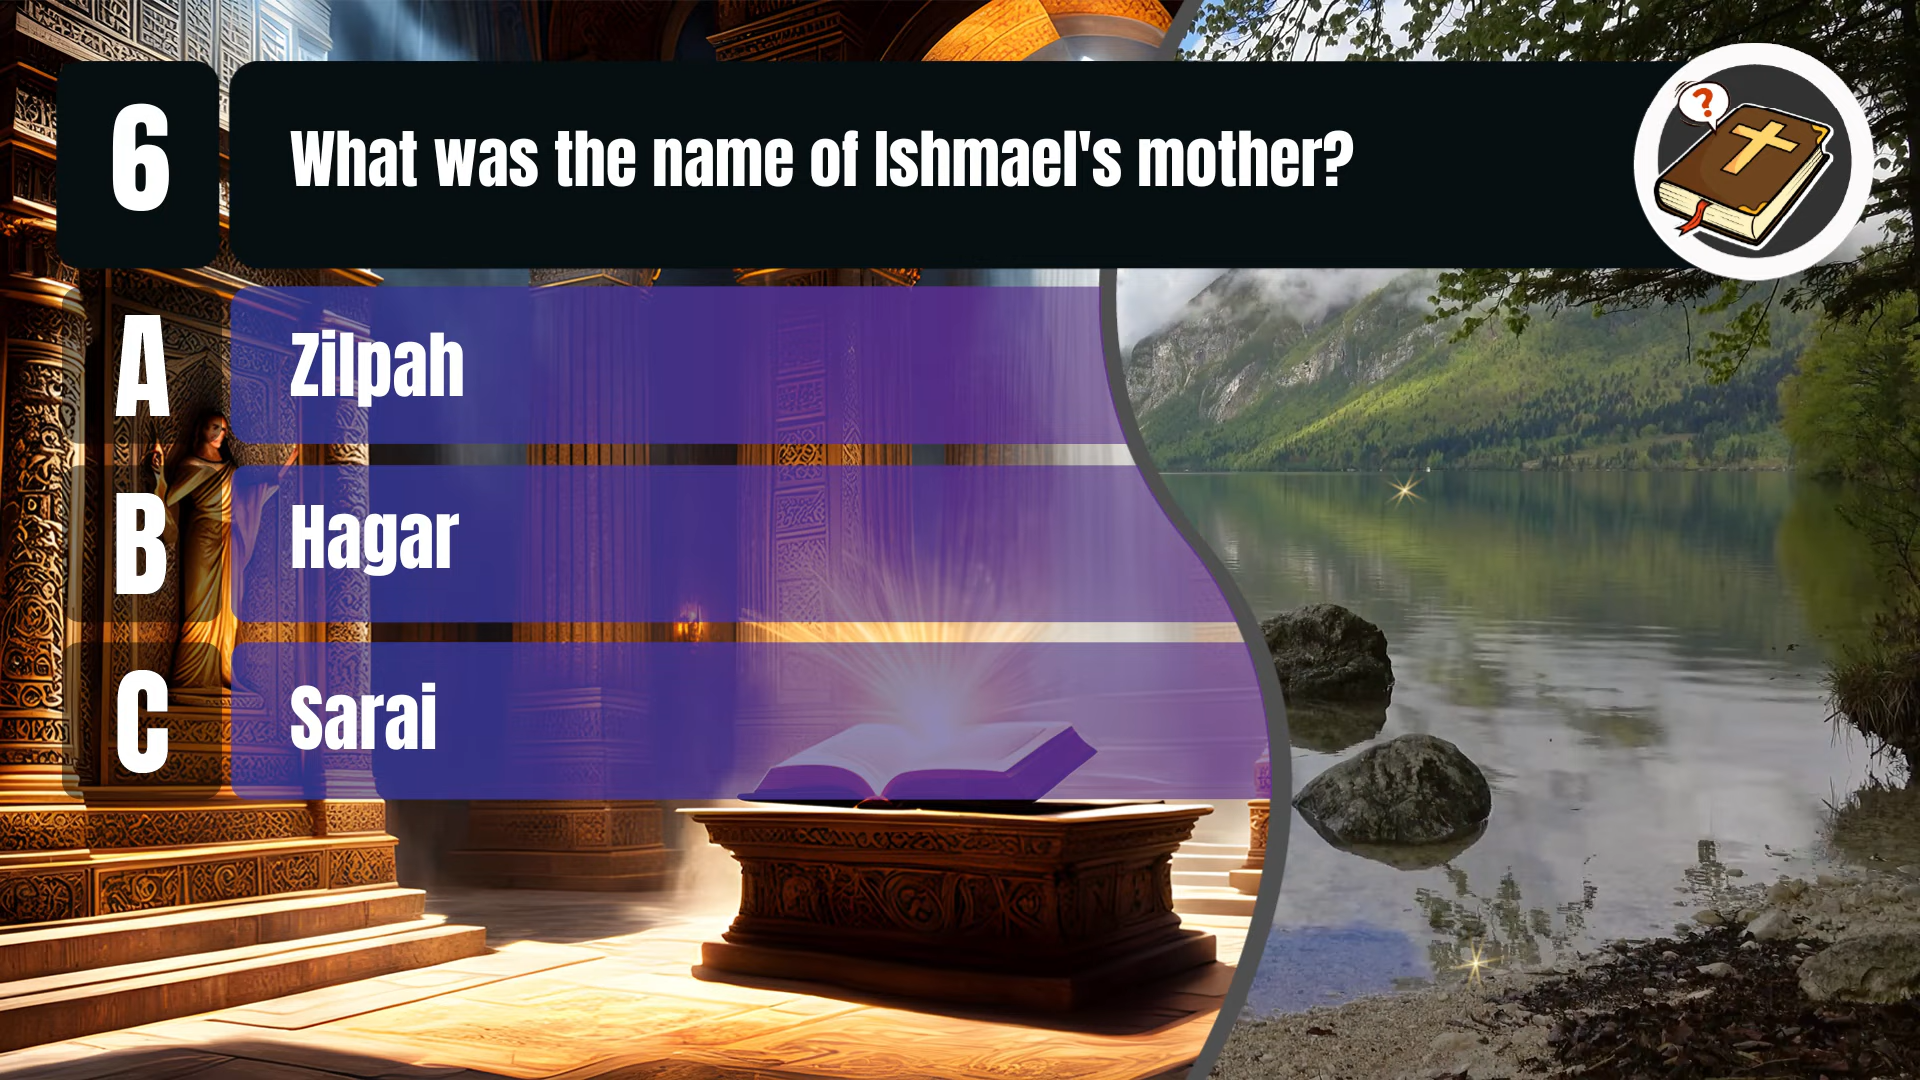 6
What was the name of Ishmael's mother?
?
A
Zilpah
B
Hagar
C
Sarai